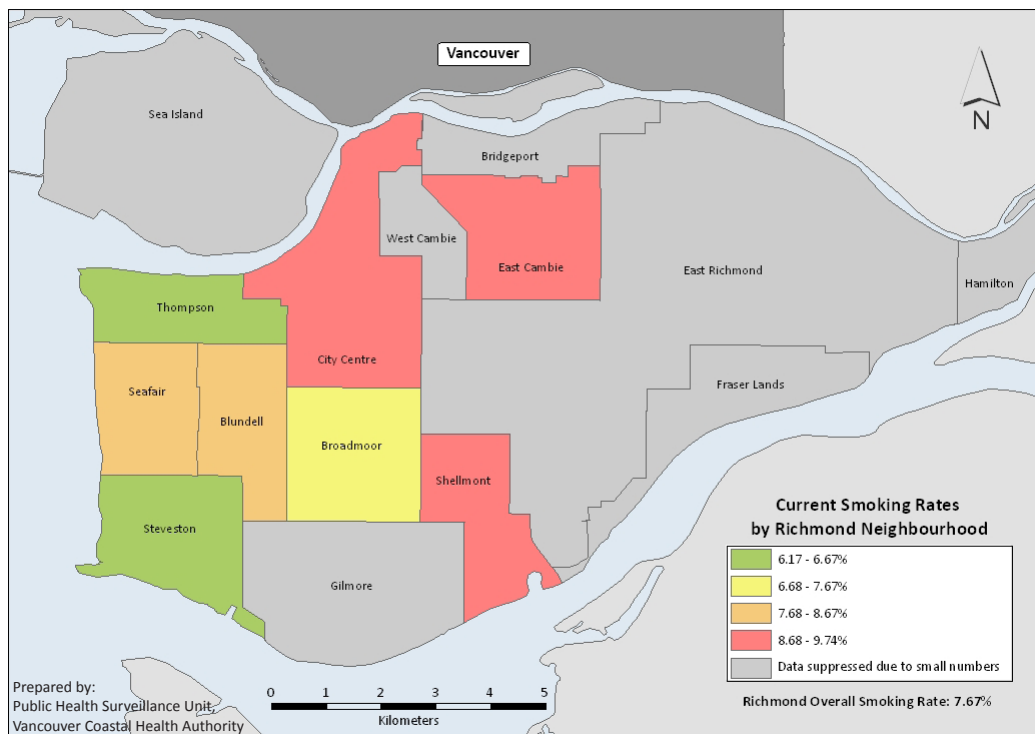 Vancouver
Sea Island
N
Bridgeport
West Cambie
East Cambie
East Richmond
Hamilton
Thompson
City Centre
Fraser Lands
Seafair
Blundell
Broadmoor
Shellmont
Steveston
Gilmore
Current Smoking Rates
by Richmond Neighbourhood
6.17 - 6.67%
6.68 - 7.67%
7.68 - 8.67%
8.68 - 9.74%
Data suppressed due to small numbers
Richmond Overall Smoking Rate: 7.67%
0 1 2 3 4 5
Kilometers
Prepared by:
Public Health Surveillance Unit,
Vancouver Coastal Health Authority